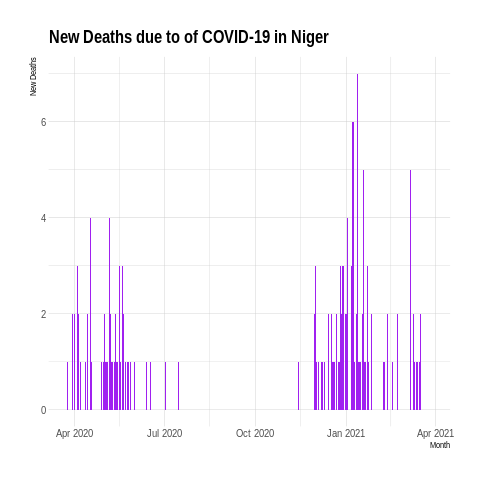 New Deaths due to of COVID-19 in Niger
New Deaths
6
4
2
0
Apr 2020 Jul 2020 Oct 2020 Jan 2021 Apr 2021
Month